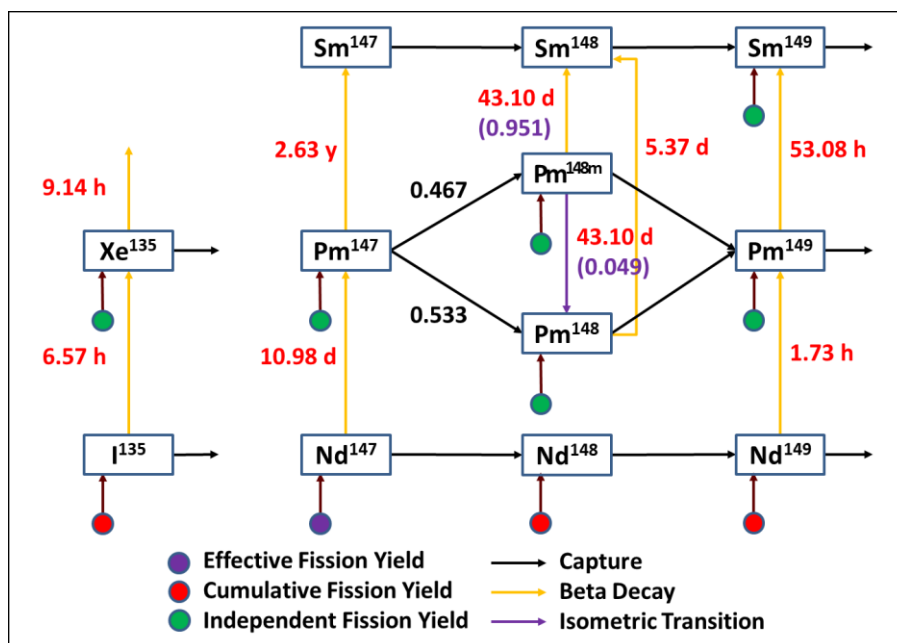 Sm¹⁴⁷ Sm¹⁴⁸ Sm¹⁴⁹
43.10 d
(0.951)
2.63 y 5.37 d 53.08 h
9.14 h
0.467 Pm¹⁴⁸ᵐ
Xe¹³⁵ Pm¹⁴⁷ 43.10 d Pm¹⁴⁹
(0.049)
0.533
Pm¹⁴⁸
6.57 h 10.98 d 1.73 h
I¹³⁵ Nd¹⁴⁷ Nd¹⁴⁸ Nd¹⁴⁹
Effective Fission Yield Capture
Cumulative Fission Yield Beta Decay
Independent Fission Yield Isometric Transition